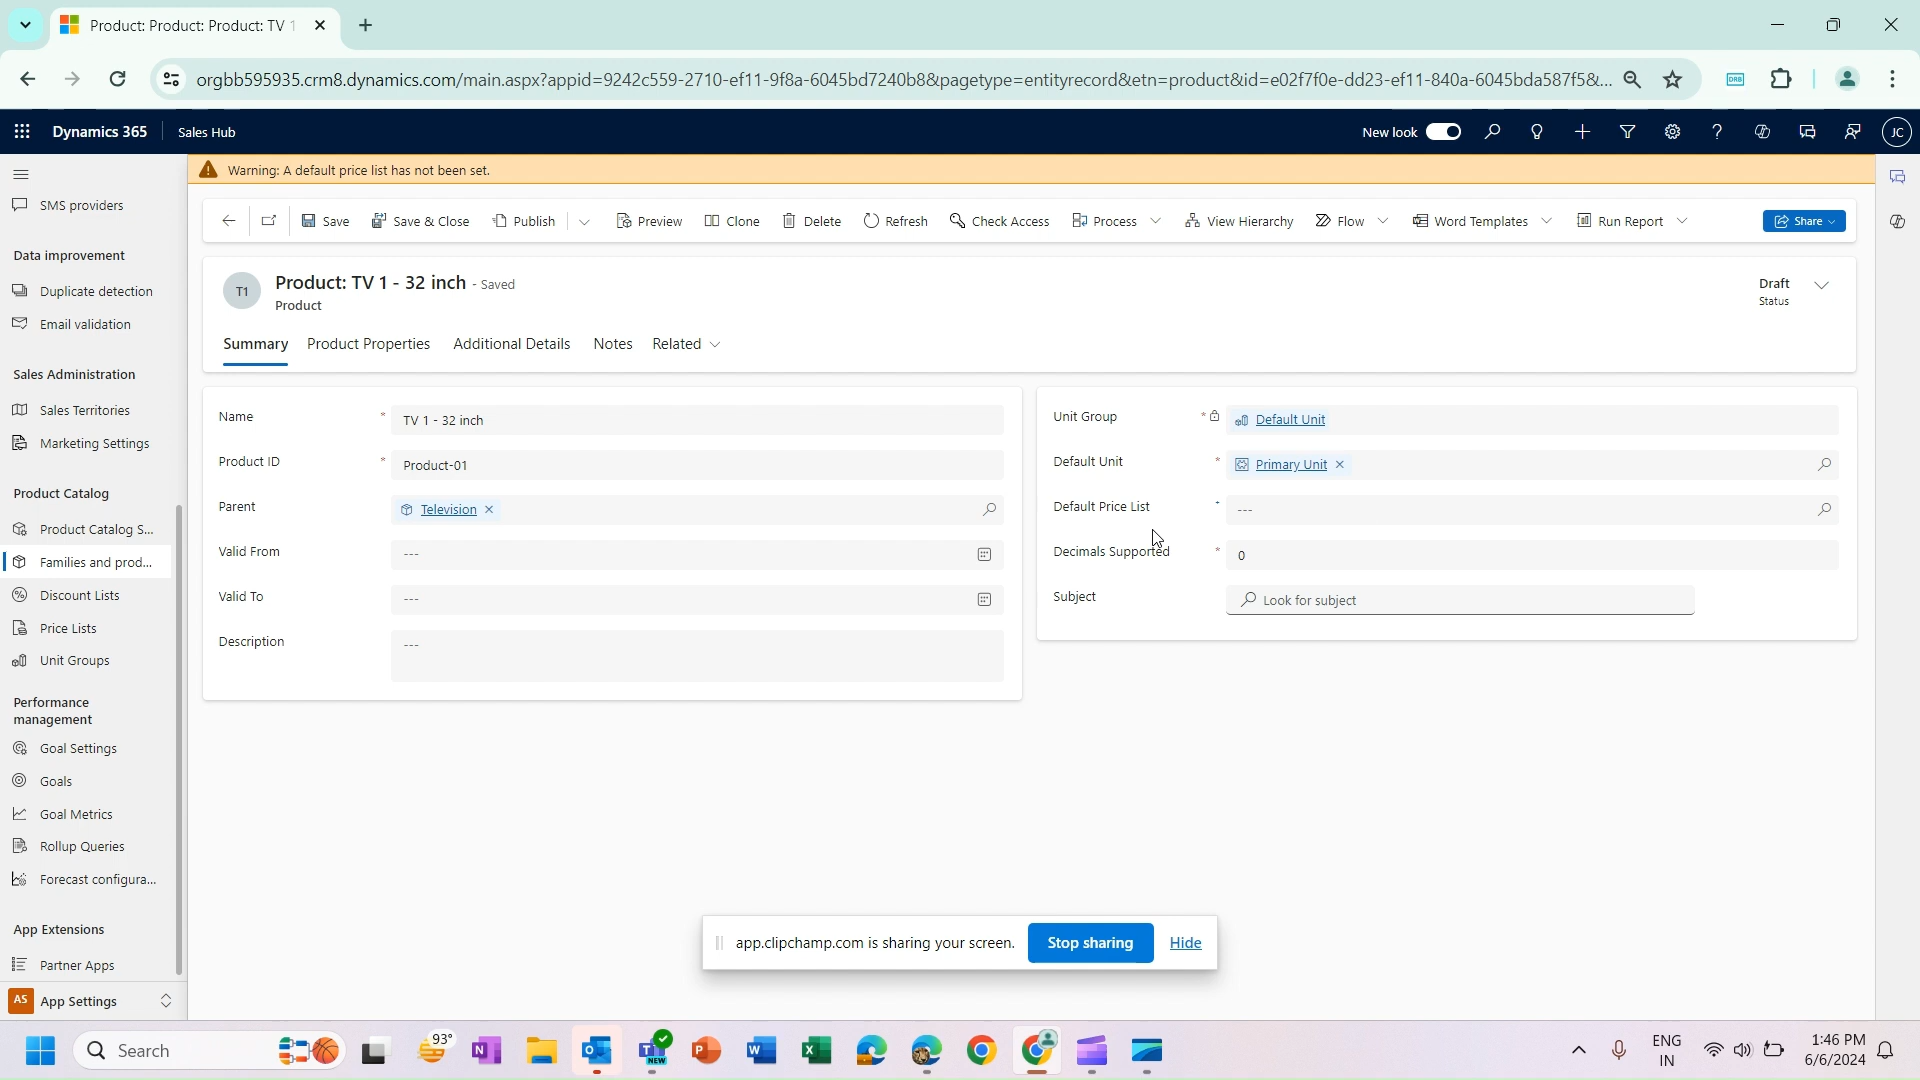 Product: Product: Product: TV 1
orgbb595935.crm8.dynamics.com/main.aspx?appid=9242c559-2710-ef11-9f8a-6045bd7240b8&pagetype=entityrecord&etn=product&id=e02f7f0e-dd23-ef11-840a-6045bda587f5&...
DRB
Dynamics 365
Sales Hub
New look
JC
SMS providers
Data improvement
Duplicate detection
Email validation
Sales Administration
Sales Territories
Marketing Settings
Product Catalog
Product Catalog S...
Families and prod...
Discount Lists
Price Lists
Unit Groups
Performance
management
Goal Settings
Goals
Goal Metrics
Rollup Queries
Forecast configura...
App Extensions
Partner Apps
AS App Settings
Warning: A default price list has not been set.
Save
Save & Close
Publish
Preview
Clone
Delete
Refresh
Check Access
Process
View Hierarchy
Flow
Word Templates
Run Report
Share
T1
Product: TV 1 - 32 inch - Saved
Product
Draft
Status
Summary
Product Properties
Additional Details
Notes
Related
Name * TV 1 - 32 inch
Product ID * Product-01
Parent Television
Valid From ---
Valid To ---
Description ---
Unit Group * Default Unit
Default Unit * Primary Unit
Default Price List + ---
Decimals Supported * 0
Subject Look for subject
app.clipchamp.com is sharing your screen.
Stop sharing
Hide
Search
93°
NEW
ENG
IN
1:46 PM
6/6/2024